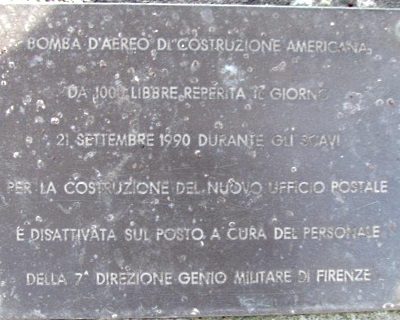 BOMBA D'AEREO DI COSTRUZIONE AMERICANA,
DA 1000 LIBBRE, REPERITA IL GIORNO
21 SETTEMBRE 1990 DURANTE GLI SCAVI
PER LA COSTRUZIONE DEL NUOVO UFFICIO POSTALE
E DISATTIVATA SUL POSTO A CURA DEL PERSONALE
DELLA 7ª DIREZIONE GENIO MILITARE DI FIRENZE